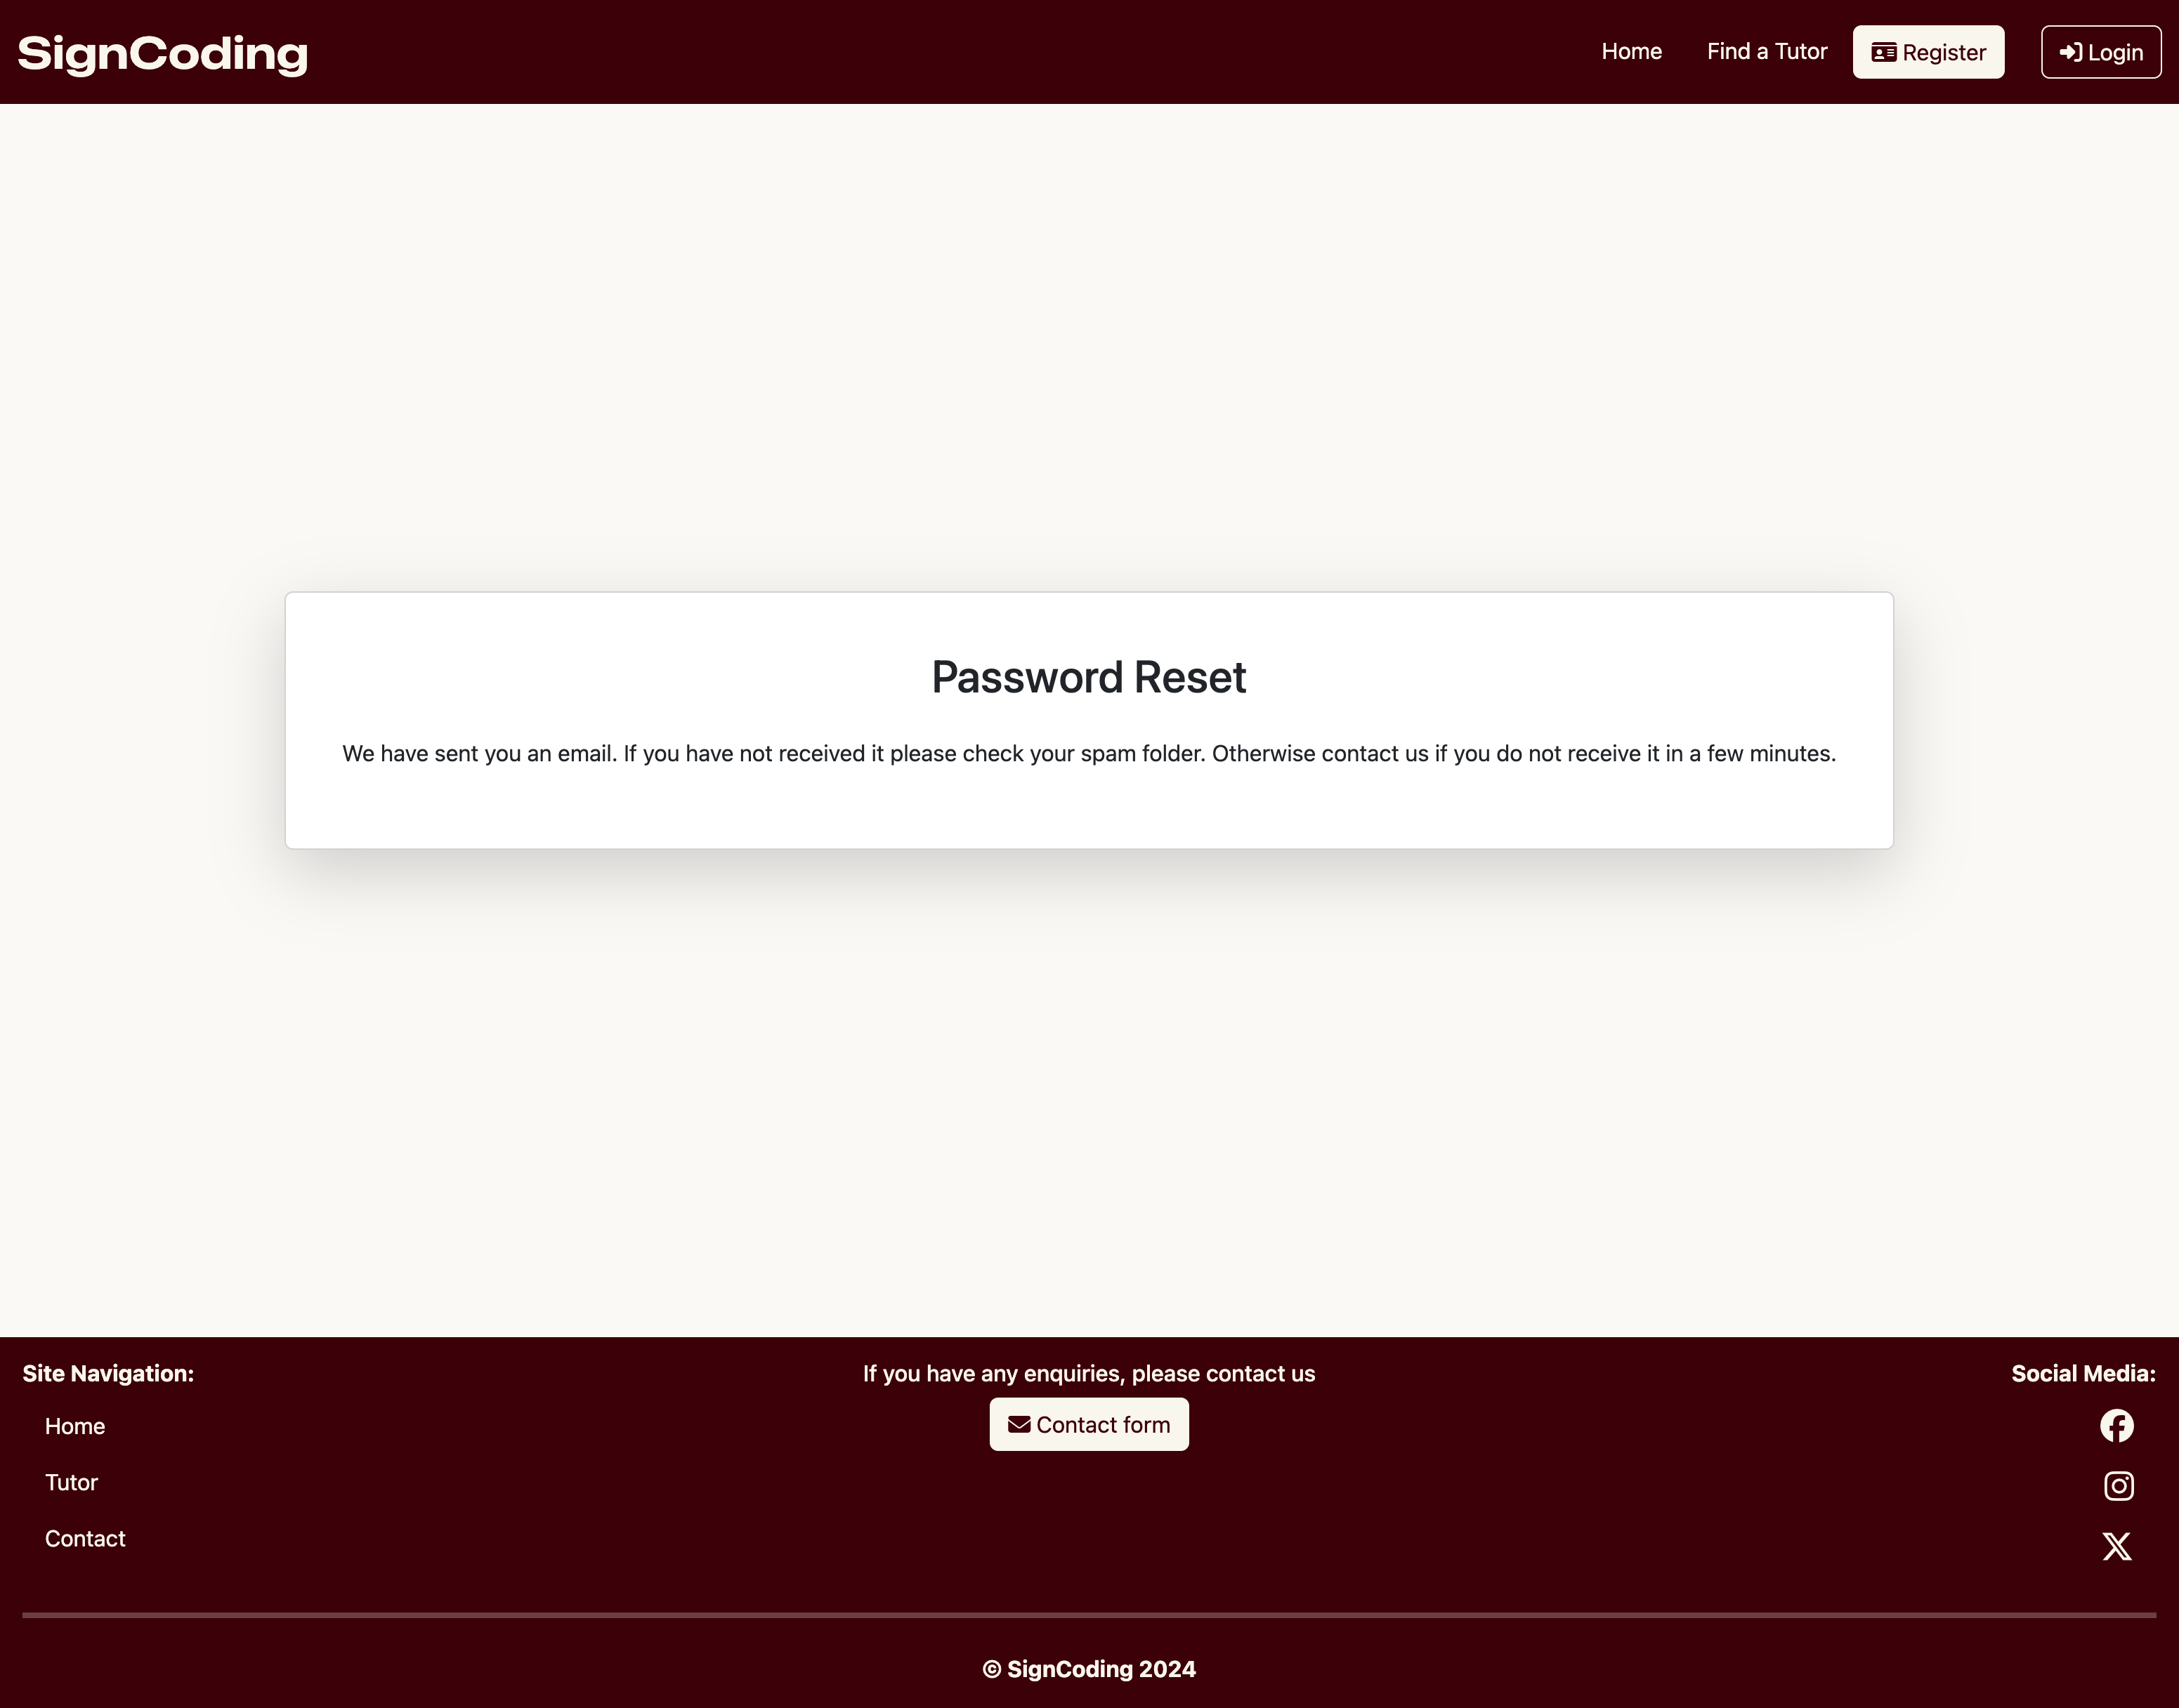 SignCoding
Home
Find a Tutor
Register
Login
Password Reset
We have sent you an email. If you have not received it please check your spam folder. Otherwise contact us if you do not receive it in a few minutes.
Site Navigation:
Home
Tutor
Contact
If you have any enquiries, please contact us
Contact form
Social Media:
© SignCoding 2024